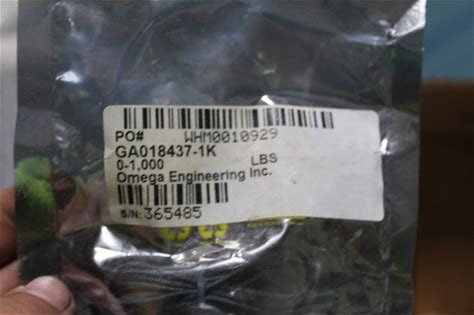 PO# WHM0010929
GA018437-1K
0-1,000 LBS
Omega Engineering Inc.
S/N: 365485